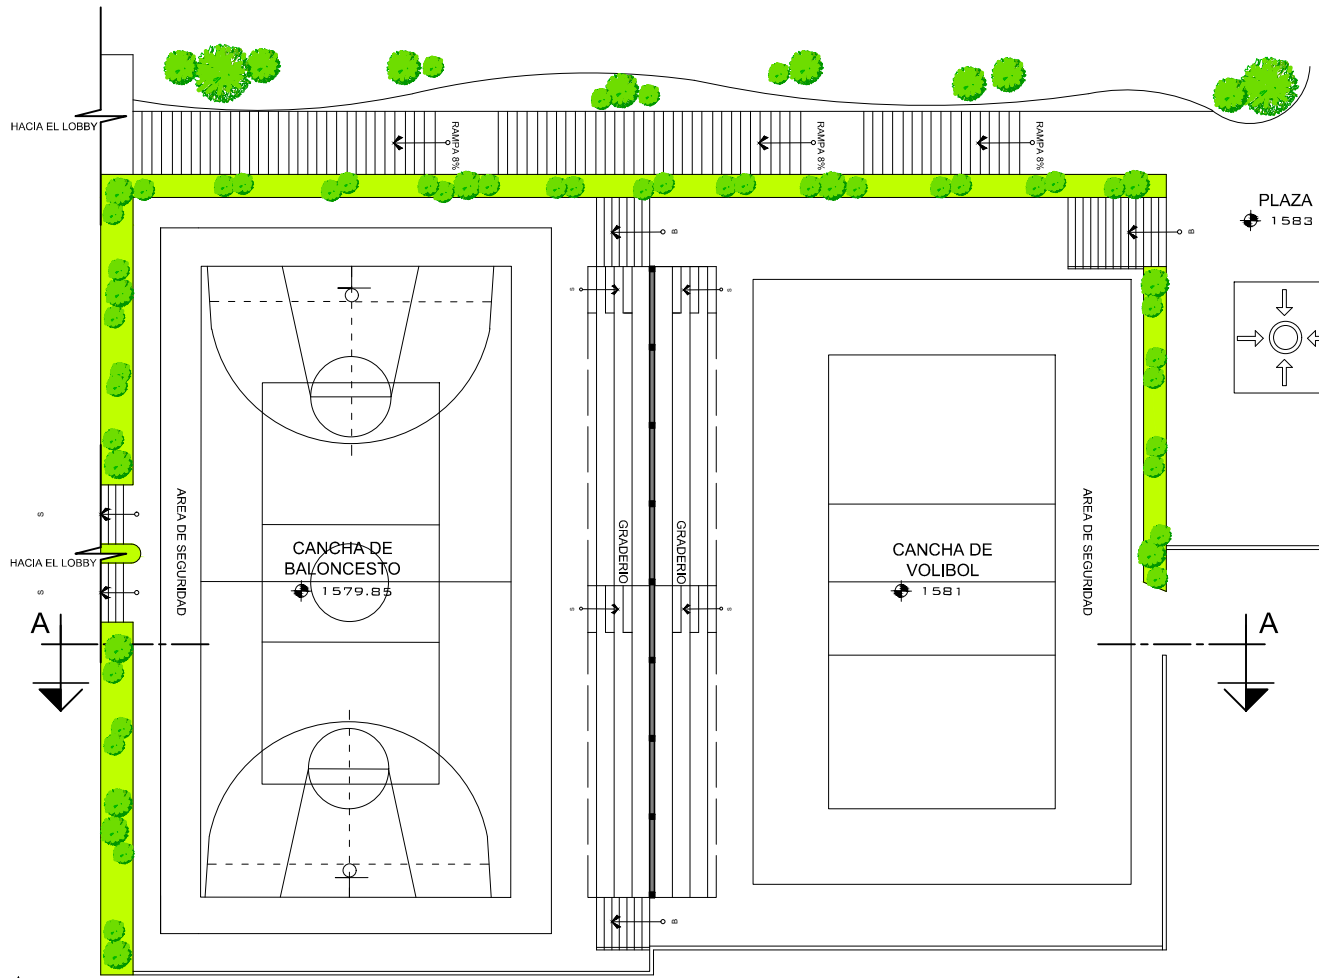 HACIA EL LOBBY
RAMPA 8%
RAMPA 8%
RAMPA 8%
PLAZA
1583
B
B
S
S
S
S
AREA DE SEGURIDAD
GRADERIO
GRADERIO
AREA DE SEGURIDAD
CANCHA DE
BALONCESTO
1579.85
CANCHA DE
VOLIBOL
1581
HACIA EL LOBBY
S
S
A
A
B